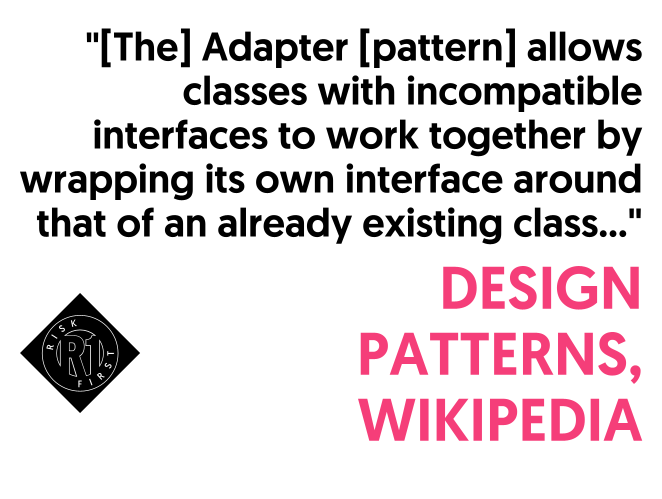 "[The] Adapter [pattern] allows
classes with incompatible
interfaces to work together by
wrapping its own interface around
that of an already existing class..."
DESIGN
PATTERNS,
WIKIPEDIA
RISK
R1
FIRST